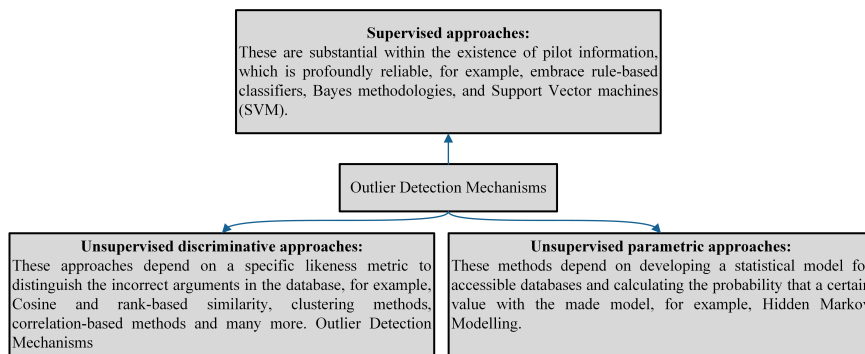 Supervised approaches:
These are substantial within the existence of pilot information,
which is profoundly reliable, for example, embrace rule-based
classifiers, Bayes methodologies, and Support Vector machines
(SVM).
Outlier Detection Mechanisms
Unsupervised discriminative approaches:
These approaches depend on a specific likeness metric to
distinguish the incorrect arguments in the database, for example,
Cosine and rank-based similarity, clustering methods,
correlation-based methods and many more. Outlier Detection
Mechanisms
Unsupervised parametric approaches:
These methods depend on developing a statistical model fo
accessible databases and calculating the probability that a certain
value with the made model, for example, Hidden Markov
Modelling.